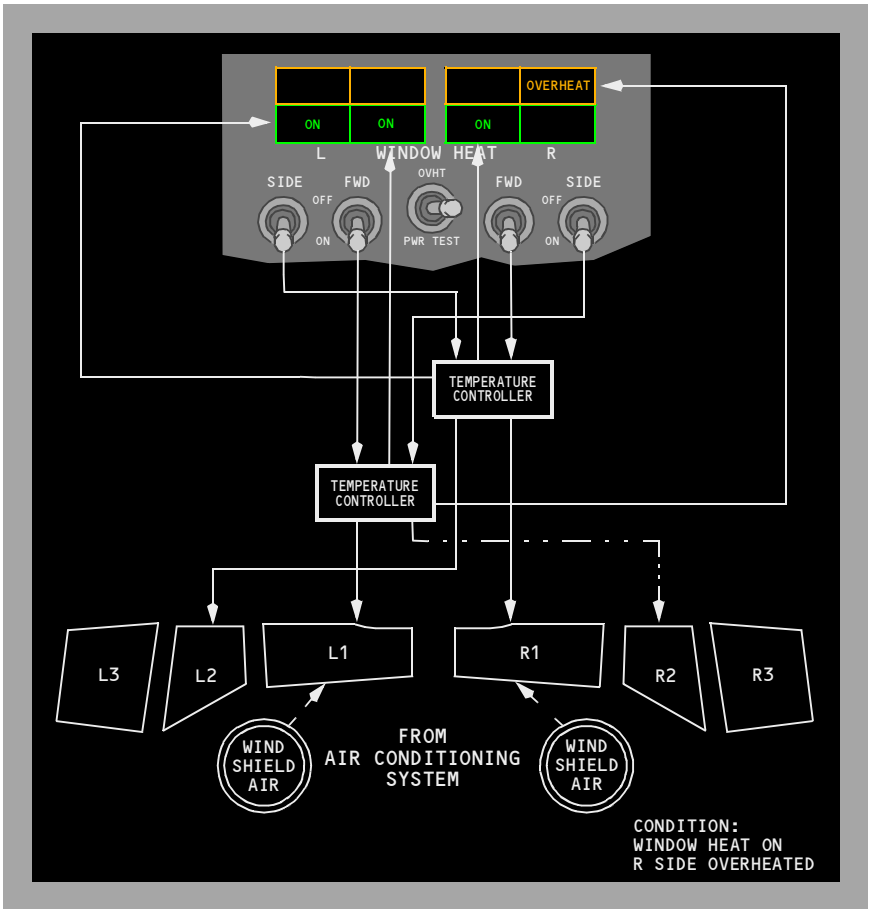 OVERHEAT
ON
ON
ON
L WINDOW HEAT R
OVHT
SIDE FWD FWD SIDE
OFF OFF
ON PWR TEST ON
TEMPERATURE
CONTROLLER
TEMPERATURE
CONTROLLER
L3 L2 L1 R1 R2 R3
WIND
SHIELD
AIR
FROM
AIR CONDITIONING
SYSTEM
WIND
SHIELD
AIR
CONDITION:
WINDOW HEAT ON
R SIDE OVERHEATED